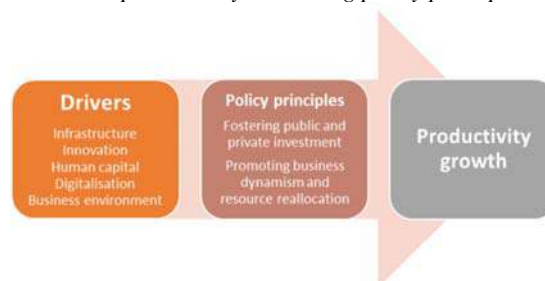 Drivers
Infrastructure
Innovation
Human capital
Digitalisation
Business environment
Policy principles
Fostering public and
private investment
Promoting business
dynamism and
resource reallocation
Productivity
growth